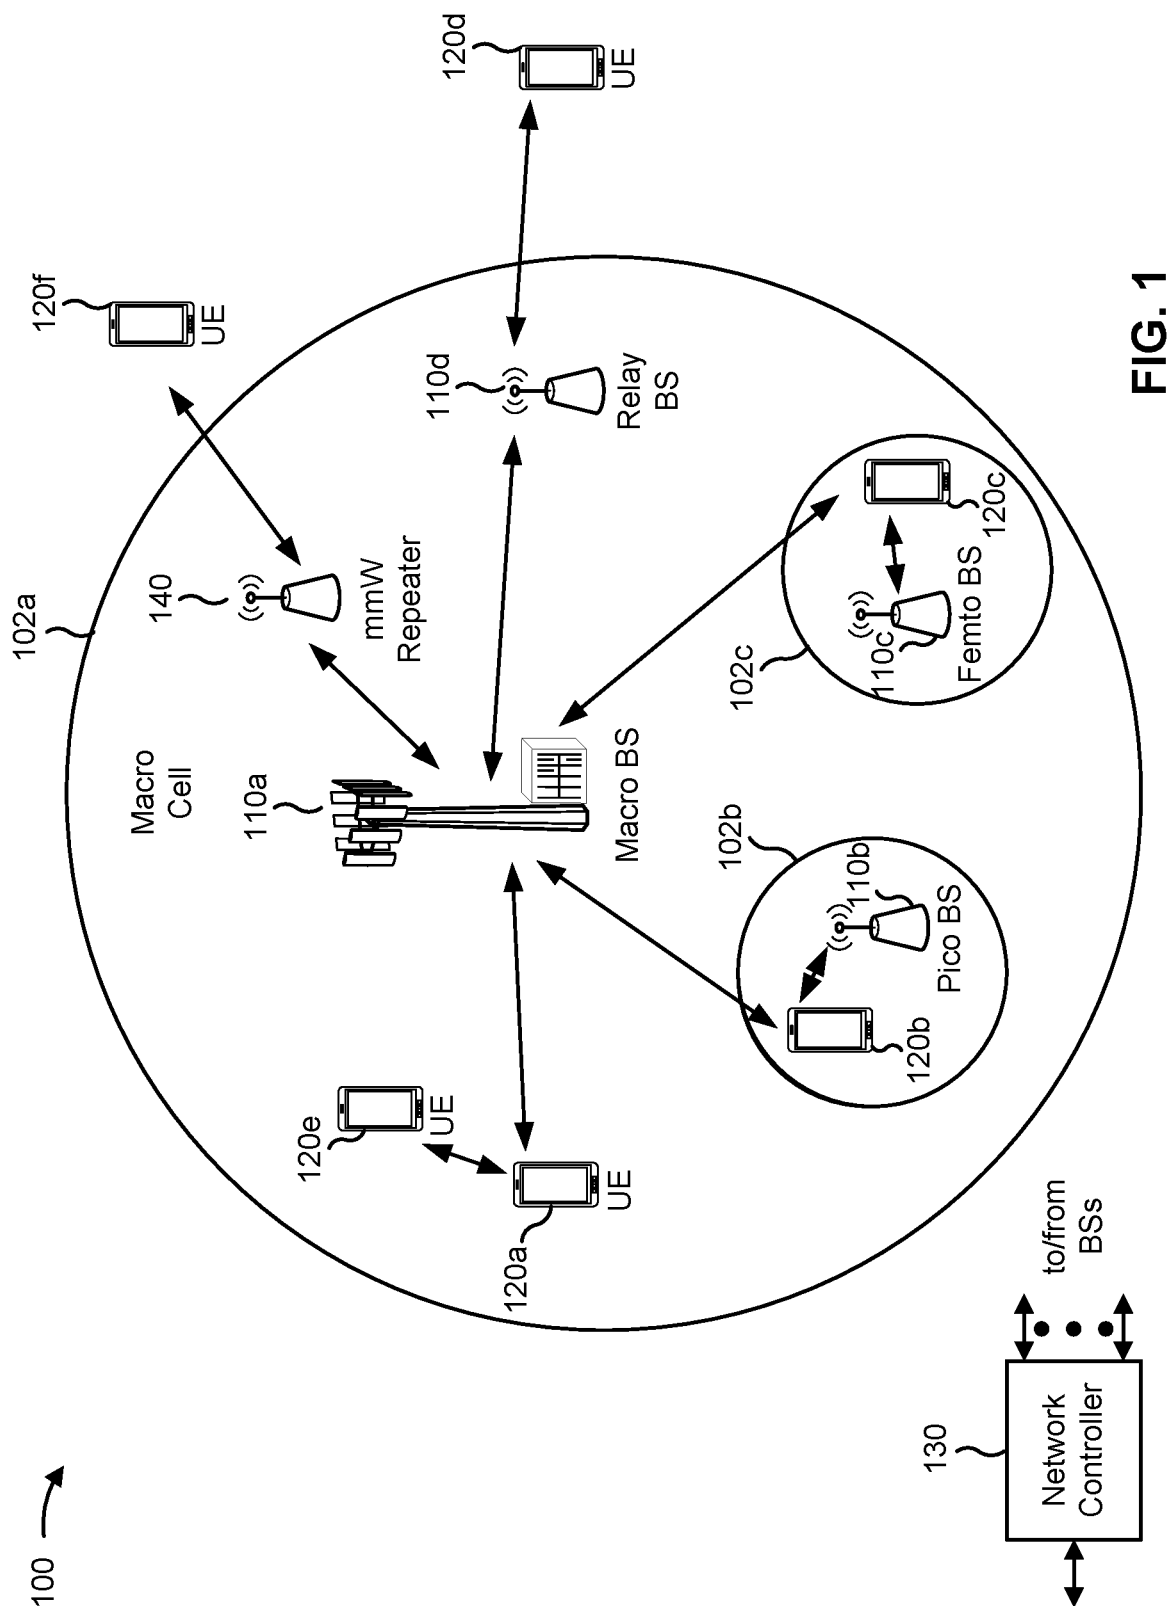 100
102a
Macro
Cell
110a
140
mmW
Repeater
120f
UE
120d
UE
110d
Relay
BS
120e
UE
120a
UE
Macro BS
102b
110b
Pico BS
120b
102c
110c
Femto BS
120c
130
Network
Controller
to/from
BSs
FIG. 1